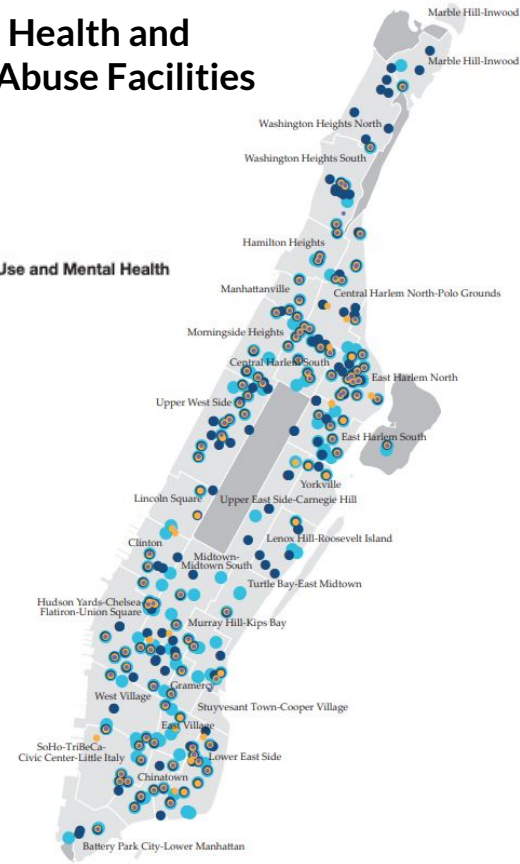 Health and
Abuse Facilities
Use and Mental Health
Marble Hill-Inwood
Marble Hill-Inwood
Washington Heights North
Washington Heights South
Hamilton Heights
Manhattanville
Central Harlem North-Polo Grounds
Morningside Heights
Central Harlem South
East Harlem North
Upper West Side
East Harlem South
Yorkville
Lincoln Square
Upper East Side-Carnegie Hill
Clinton
Lenox Hill-Roosevelt Island
Midtown-
Midtown South
Turtle Bay-East Midtown
Hudson Yards-Chelsea-
Flatiron-Union Square
Murray Hill-Kips Bay
Gramercy
West Village
Stuyvesant Town-Cooper Village
East Village
SoHo-TriBeCa-
Civic Center-Little Italy
Lower East Side
Chinatown
Battery Park City-Lower Manhattan